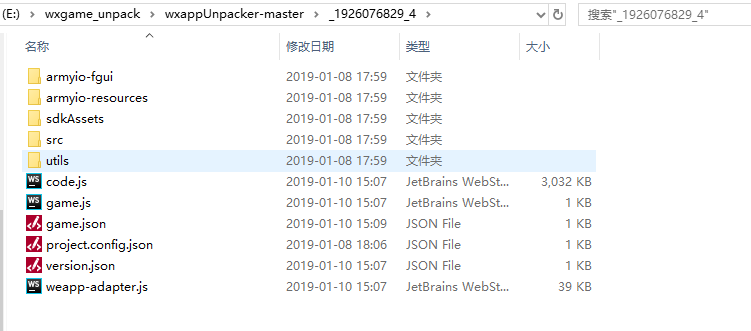 (E:) > wxgame_unpack > wxappUnpacker-master > _1926076829_4 > 搜索"_1926076829_4"
名称 修改日期 类型 大小
armyio-fgui 2019-01-08 17:59 文件夹
armyio-resources 2019-01-08 17:59 文件夹
sdkAssets 2019-01-08 17:59 文件夹
src 2019-01-08 17:59 文件夹
utils 2019-01-08 17:59 文件夹
code.js 2019-01-10 15:07 JetBrains WebSt... 3,032 KB
game.js 2019-01-10 15:07 JetBrains WebSt... 1 KB
game.json 2019-01-10 15:09 JSON File 1 KB
project.config.json 2019-01-08 18:06 JSON File 1 KB
version.json 2019-01-10 15:07 JSON File 1 KB
weapp-adapter.js 2019-01-10 15:07 JetBrains WebSt... 39 KB